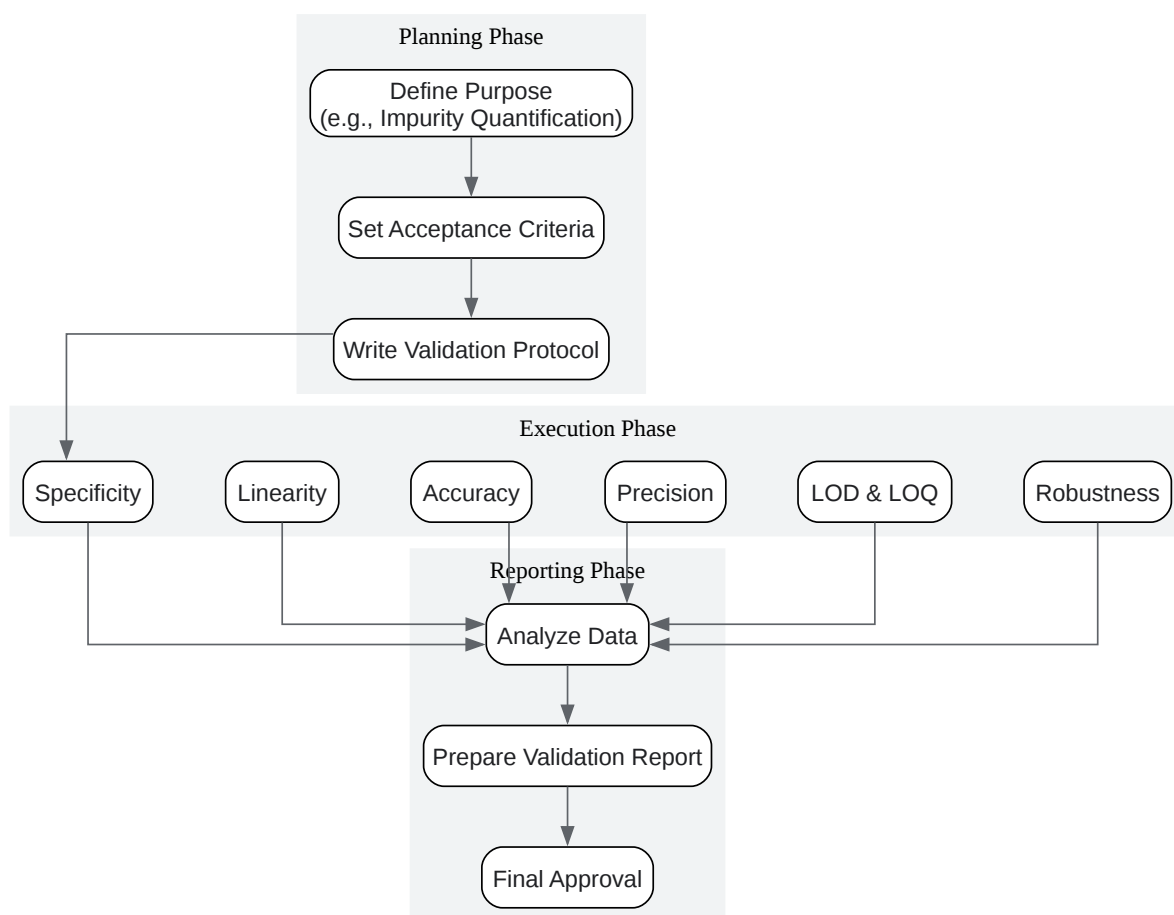 Planning Phase
Define Purpose
(e.g., Impurity Quantification)
Set Acceptance Criteria
Write Validation Protocol
Execution Phase
Specificity
Linearity
Accuracy
Precision
LOD & LOQ
Robustness
Reporting Phase
Analyze Data
Prepare Validation Report
Final Approval